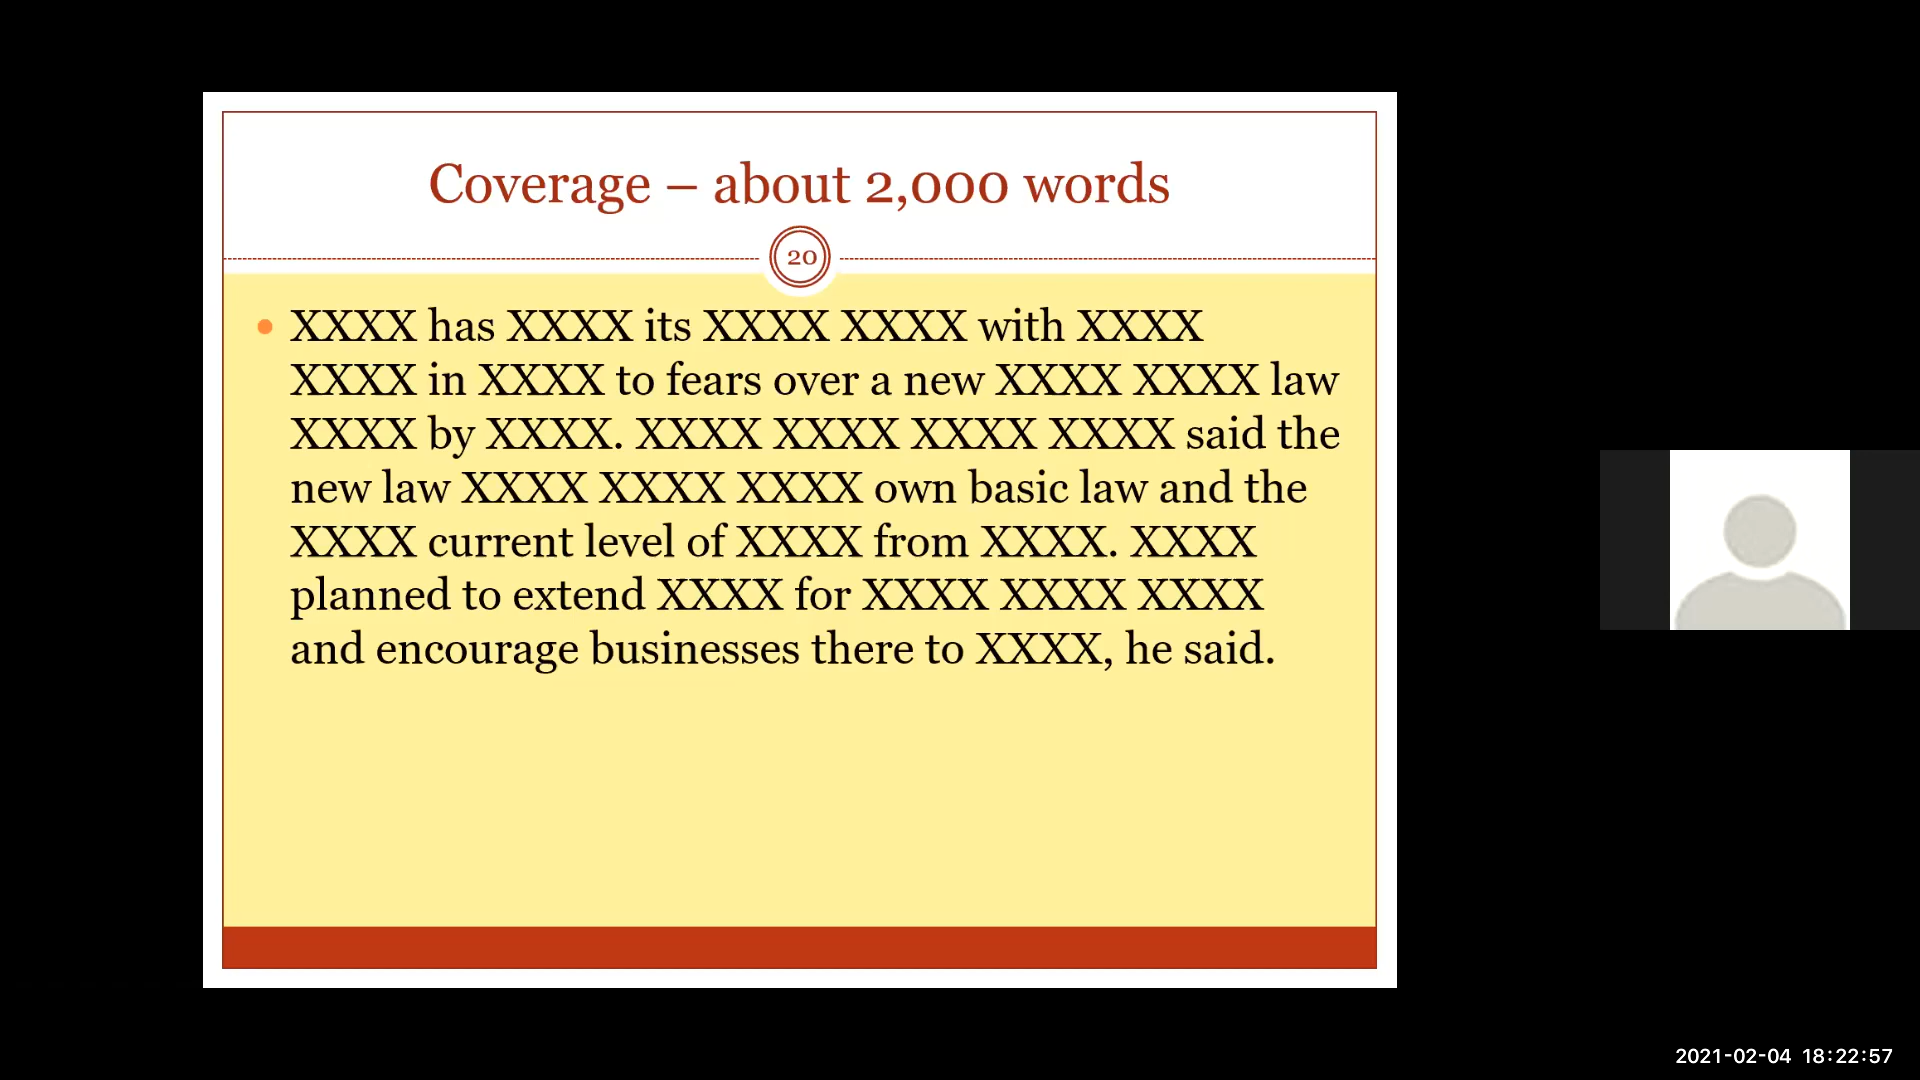 Coverage – about 2,000 words
20
• XXXX has XXXX its XXXX XXXX with XXXX
XXXX in XXXX to fears over a new XXXX XXXX law
XXXX by XXXX. XXXX XXXX XXXX XXXX said the
new law XXXX XXXX XXXX own basic law and the
XXXX current level of XXXX from XXXX. XXXX
planned to extend XXXX for XXXX XXXX XXXX
and encourage businesses there to XXXX, he said.
2021-02-04 18:22:57